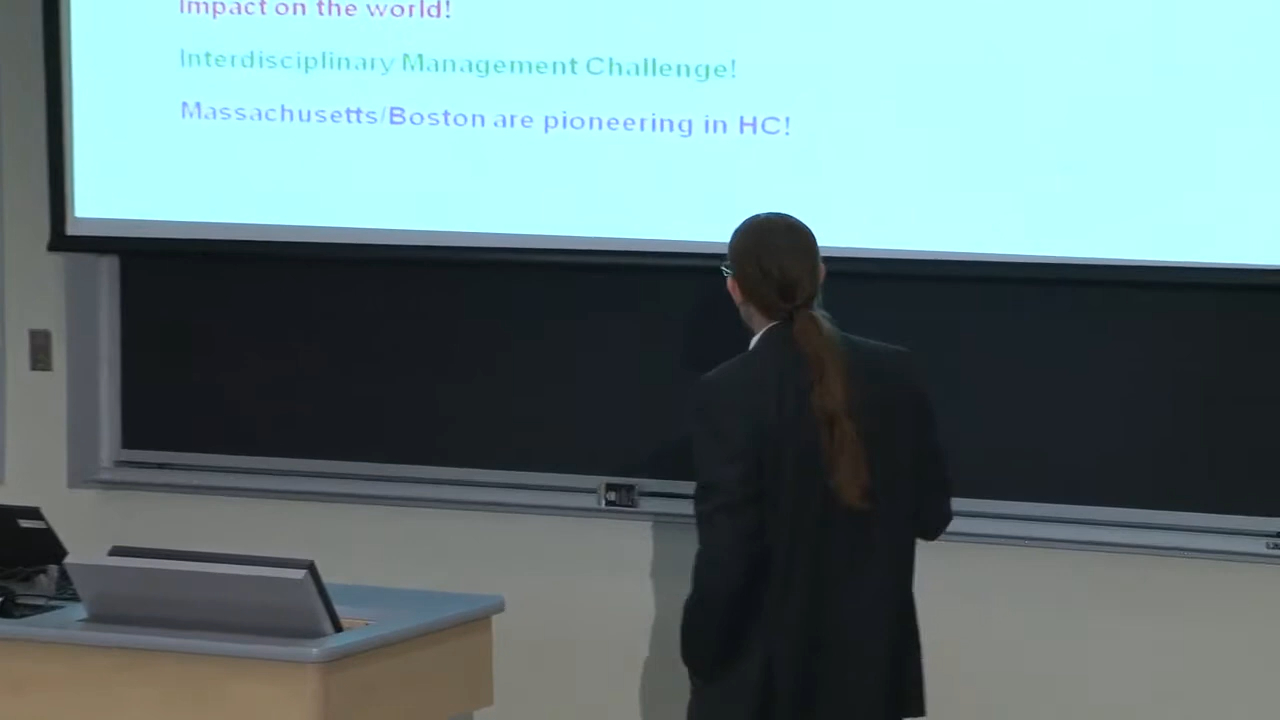 Impact on the world!
Interdisciplinary Management Challenge!
Massachusetts/Boston are pioneering in HC!